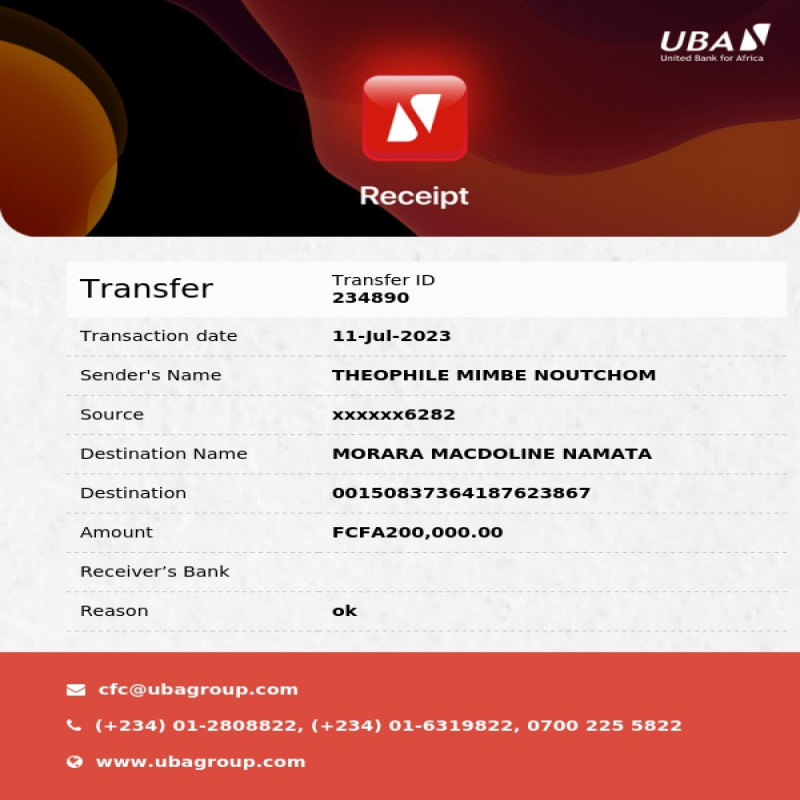 UBA
United Bank for Africa
Receipt
Transfer
Transfer ID
234890
Transaction date 11-Jul-2023
Sender's Name THEOPHILE MIMBE NOUTCHOM
Source xxxxxx6282
Destination Name MORARA MACDOLINE NAMATA
Destination 00150837364187623867
Amount FCFA200,000.00
Receiver’s Bank
Reason ok
cfc@ubagroup.com
(+234) 01-2808822, (+234) 01-6319822, 0700 225 5822
www.ubagroup.com